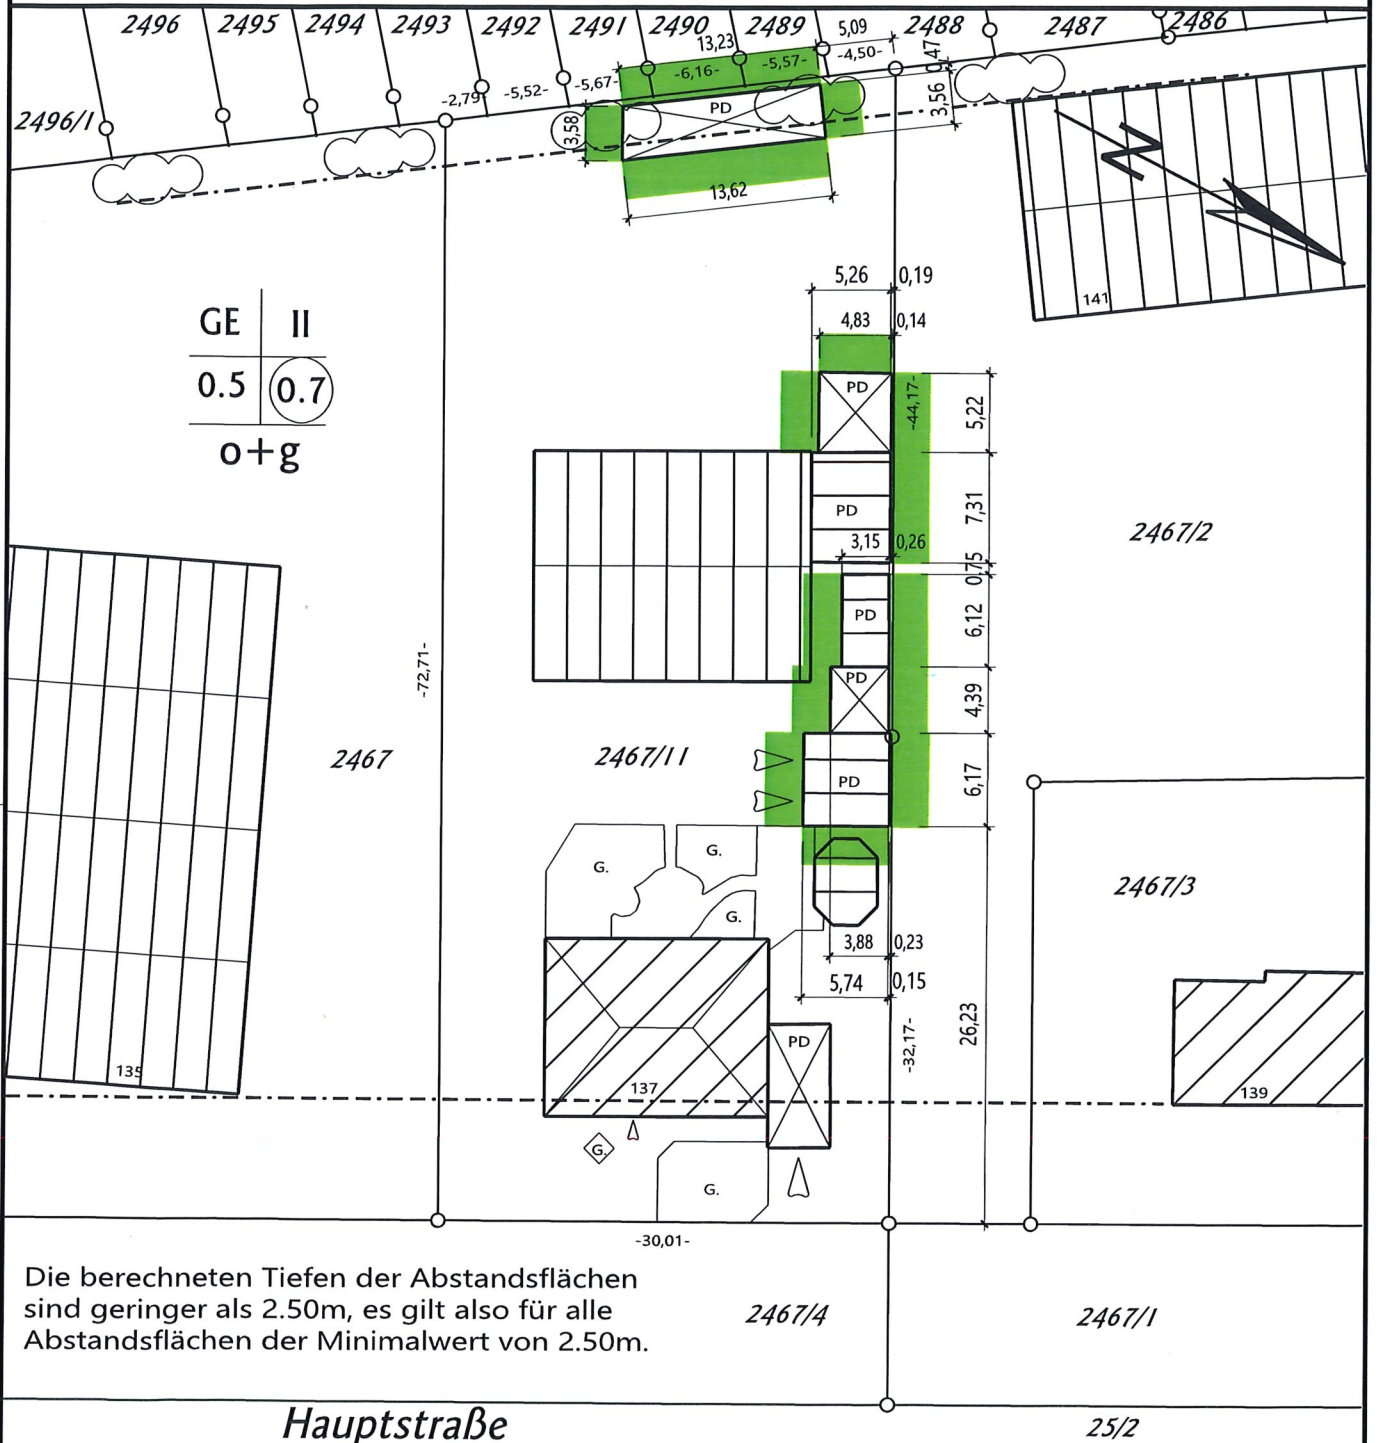 2496 2495 2494 2493 2492 2491 2490 2489 2488 2487 2486
2496/1
13,23
5,09
-4,50-
0,47
-2,79-
-5,52-
-5,67-
-6,16-
-5,57-
3,56
3,58
PD
13,62
N
141
GE II
0.5 0.7
o+g
5,26 0,19
4,83 0,14
PD
-44,17-
5,22
PD
7,31
3,15 0,26
0,75
PD
6,12
PD
4,39
PD
6,17
2467/2
-72,71-
2467
2467/11
G.
G.
G.
2467/3
3,88 0,23
5,74 0,15
26,23
-32,17-
PD
135
137
139
G.
G.
-30,01-
Die berechneten Tiefen der Abstandsflächen
sind geringer als 2.50m, es gilt also für alle
Abstandsflächen der Minimalwert von 2.50m.
2467/4
2467/1
Hauptstraße
25/2